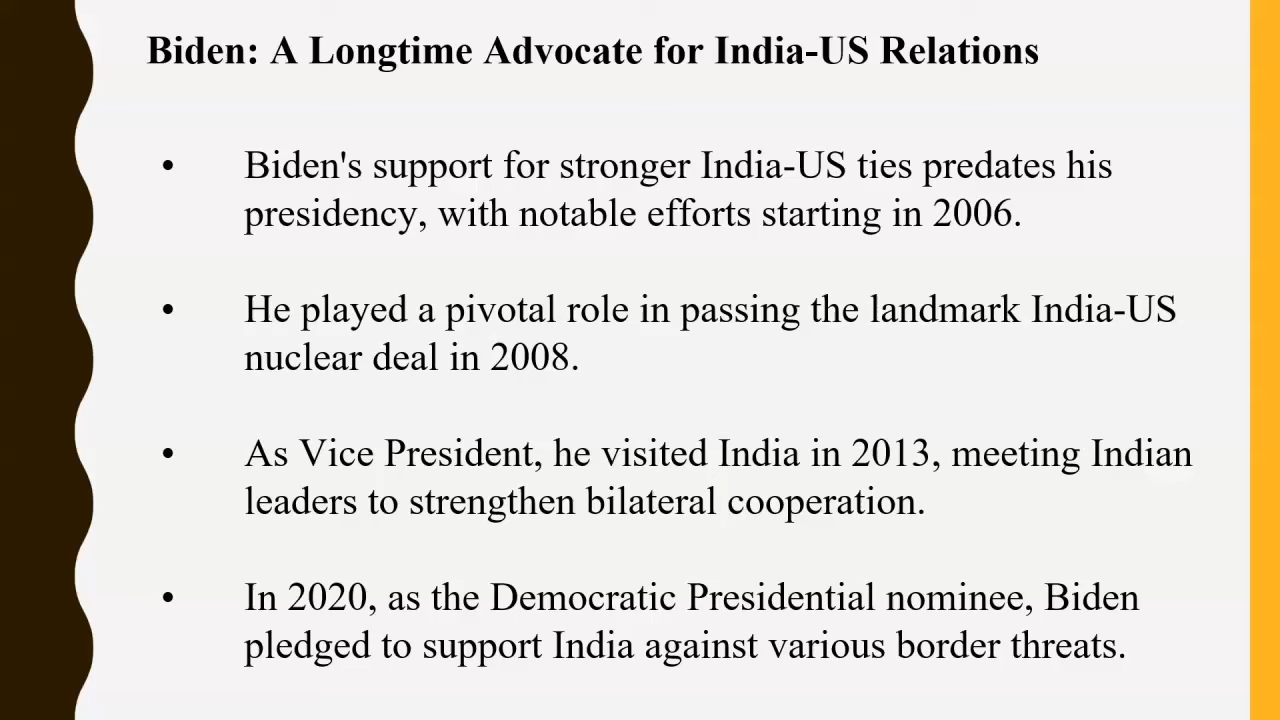 Biden: A Longtime Advocate for India-US Relations
• Biden's support for stronger India-US ties predates his
presidency, with notable efforts starting in 2006.
• He played a pivotal role in passing the landmark India-US
nuclear deal in 2008.
• As Vice President, he visited India in 2013, meeting Indian
leaders to strengthen bilateral cooperation.
• In 2020, as the Democratic Presidential nominee, Biden
pledged to support India against various border threats.